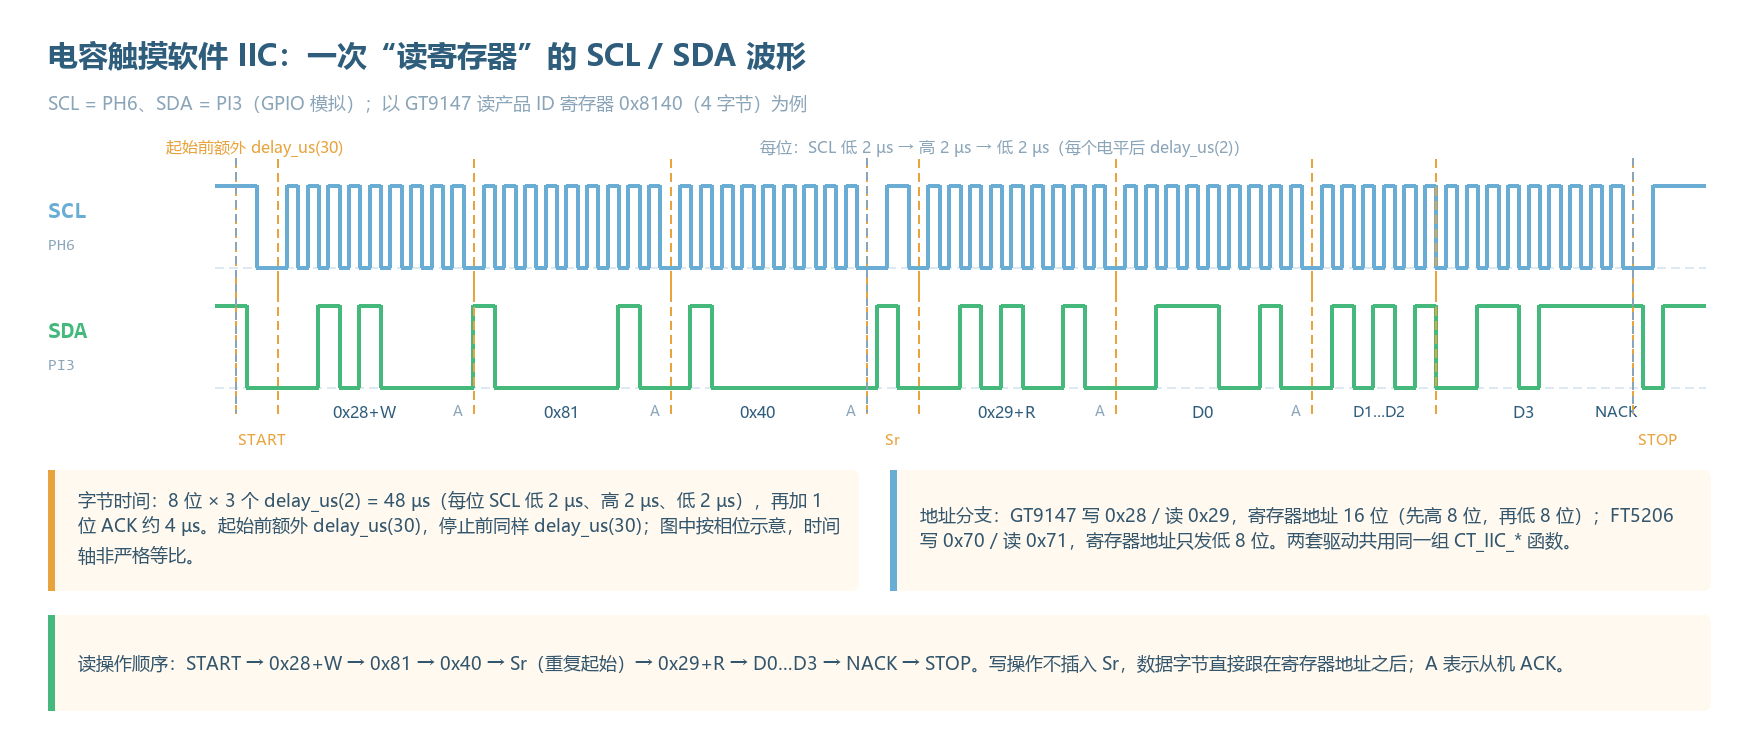 电容触摸软件 IIC：一次“读寄存器”的 SCL / SDA 波形
SCL = PH6、SDA = PI3（GPIO 模拟）；以 GT9147 读产品 ID 寄存器 0x8140（4 字节）为例
起始前额外 delay_us(30)
每位：SCL 低 2 μs → 高 2 μs → 低 2 μs（每个电平后 delay_us(2)）
SCL
PH6
SDA
PI3
0x28+W
A
0x81
A
0x40
A
0x29+R
A
D0
A
D1…D2
D3
NACK
START
Sr
STOP
字节时间：8 位 × 3 个 delay_us(2) = 48 μs（每位 SCL 低 2 μs、高 2 μs、低 2 μs），再加 1
位 ACK 约 4 μs。起始前额外 delay_us(30)，停止前同样 delay_us(30)；图中按相位示意，时间
轴非严格等比。
地址分支：GT9147 写 0x28 / 读 0x29，寄存器地址 16 位（先高 8 位，再低 8 位）；FT5206
写 0x70 / 读 0x71，寄存器地址只发低 8 位。两套驱动共用同一组 CT_IIC_* 函数。
读操作顺序：START → 0x28+W → 0x81 → 0x40 → Sr（重复起始）→ 0x29+R → D0…D3 → NACK → STOP。写操作不插入 Sr，数据字节直接跟在寄存器地址之后；A 表示从机 ACK。